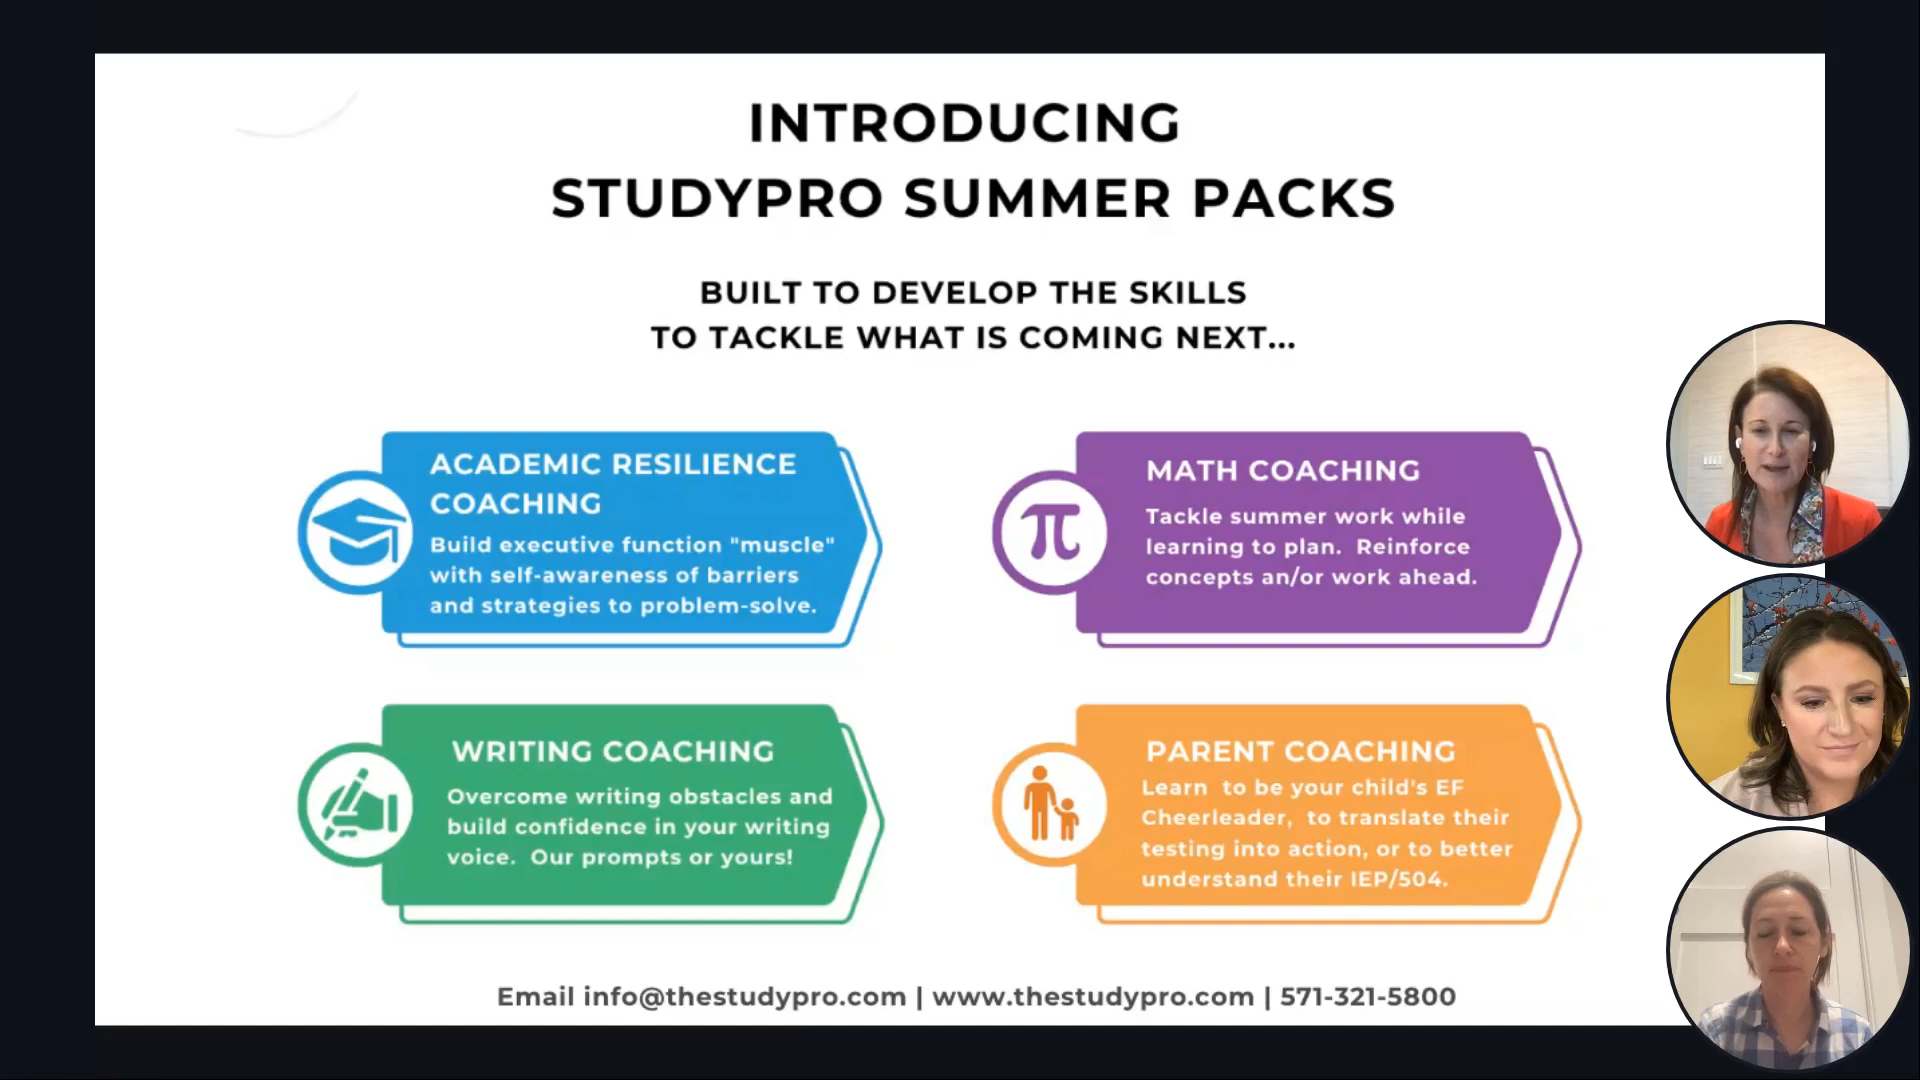 INTRODUCING
STUDYPRO SUMMER PACKS
BUILT TO DEVELOP THE SKILLS
TO TACKLE WHAT IS COMING NEXT...
ACADEMIC RESILIENCE
COACHING
Build executive function "muscle"
with self-awareness of barriers
and strategies to problem-solve.
MATH COACHING
Tackle summer work while
learning to plan.  Reinforce
concepts an/or work ahead.
WRITING COACHING
Overcome writing obstacles and
build confidence in your writing
voice.  Our prompts or yours!
PARENT COACHING
Learn  to be your child's EF
Cheerleader,  to translate their
testing into action, or to better
understand their IEP/504.
Email info@thestudypro.com | www.thestudypro.com | 571-321-5800